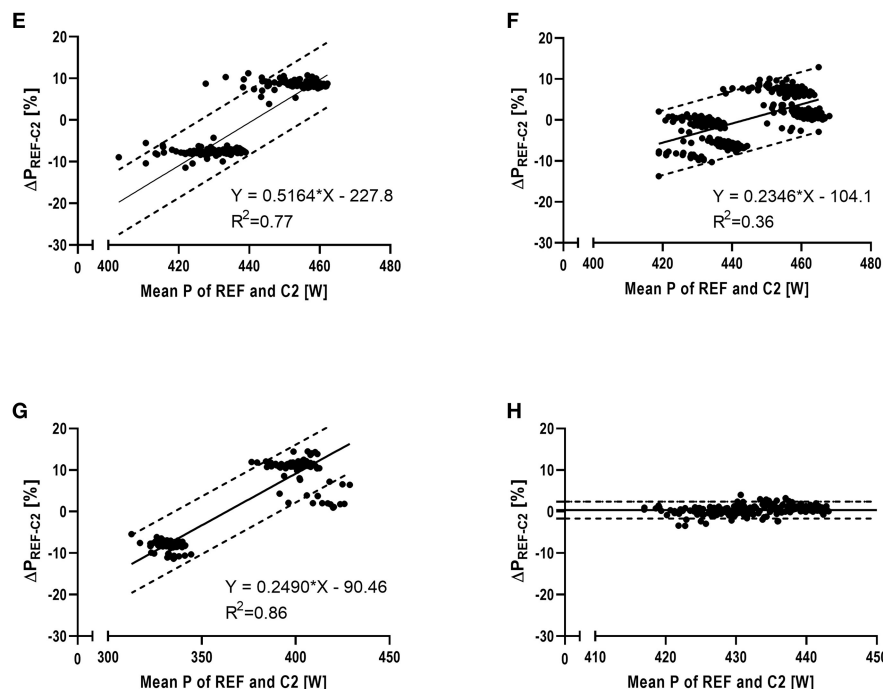 E
20
10
0
-10
-20
-30
ΔP_REF-C2 [%]
Y = 0.5164*X - 227.8
R²=0.77
0 400 420 440 460 480
Mean P of REF and C2 [W]
F
20
10
0
-10
-20
-30
ΔP_REF-C2 [%]
Y = 0.2346*X - 104.1
R²=0.36
0 400 420 440 460 480
Mean P of REF and C2 [W]
G
20
10
0
-10
-20
-30
ΔP_REF-C2 [%]
Y = 0.2490*X - 90.46
R²=0.86
0 300 350 400 450
Mean P of REF and C2 [W]
H
20
10
0
-10
-20
-30
ΔP_REF-C2 [%]
0 410 420 430 440 450
Mean P of REF and C2 [W]